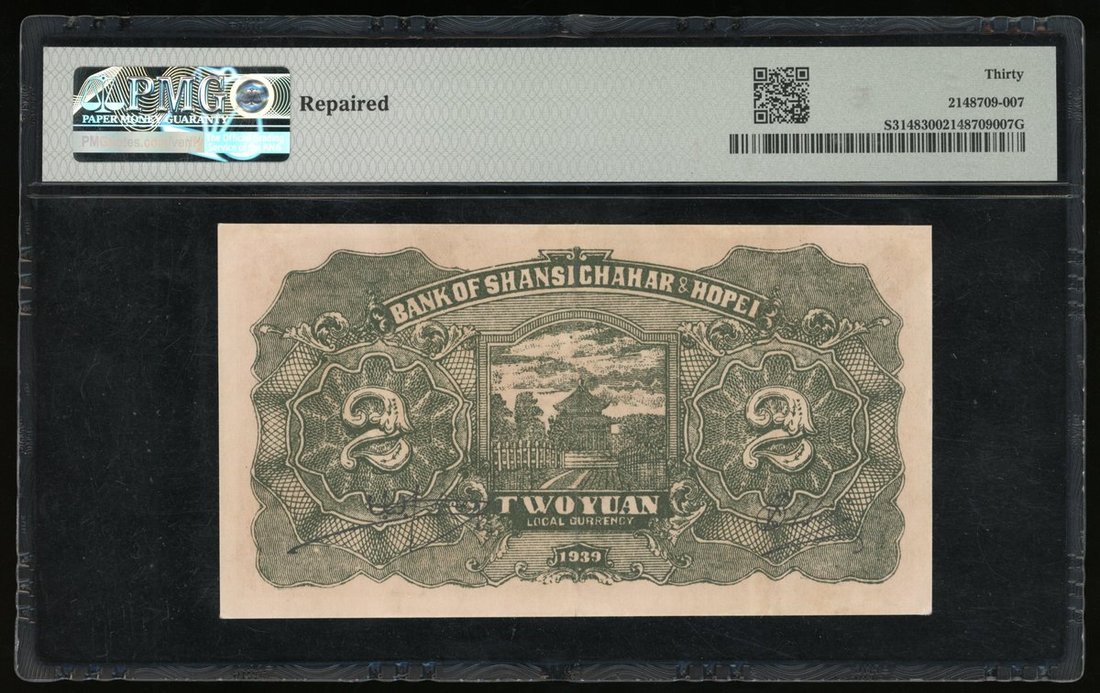 PMG
PAPER MONEY GUARANTY
Repaired
Thirty
2148709-007
S31483002148709007G
BANK OF SHANSI CHAHAR & HOPEI
2
2
TWO YUAN
LOCAL CURRENCY
1939